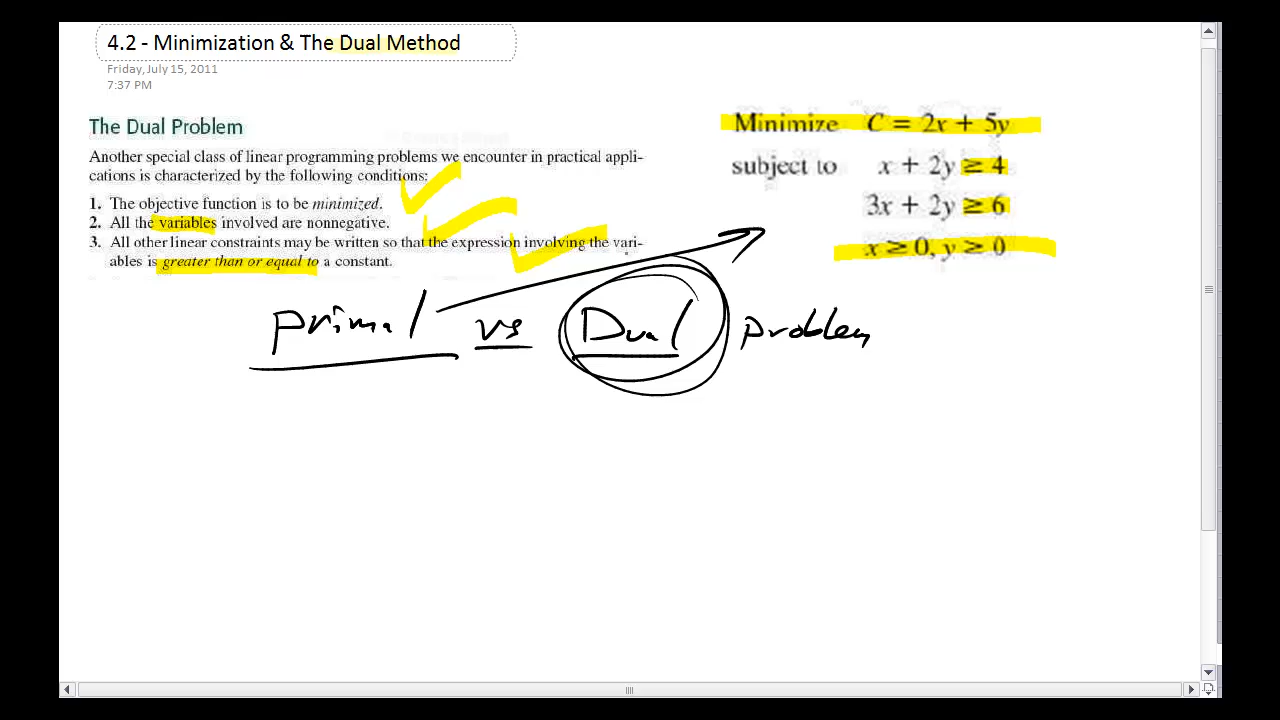 4.2 - Minimization & The Dual Method
Friday, July 15, 2011
7:37 PM
The Dual Problem
Another special class of linear programming problems we encounter in practical appli-
cations is characterized by the following conditions:
1. The objective function is to be minimized.
2. All the variables involved are nonnegative.
3. All other linear constraints may be written so that the expression involving the vari-
ables is greater than or equal to a constant.
Minimize C = 2x + 5y
subject to x + 2y ≥ 4
3x + 2y ≥ 6
x ≥ 0, y ≥ 0
primal vs Dual problem